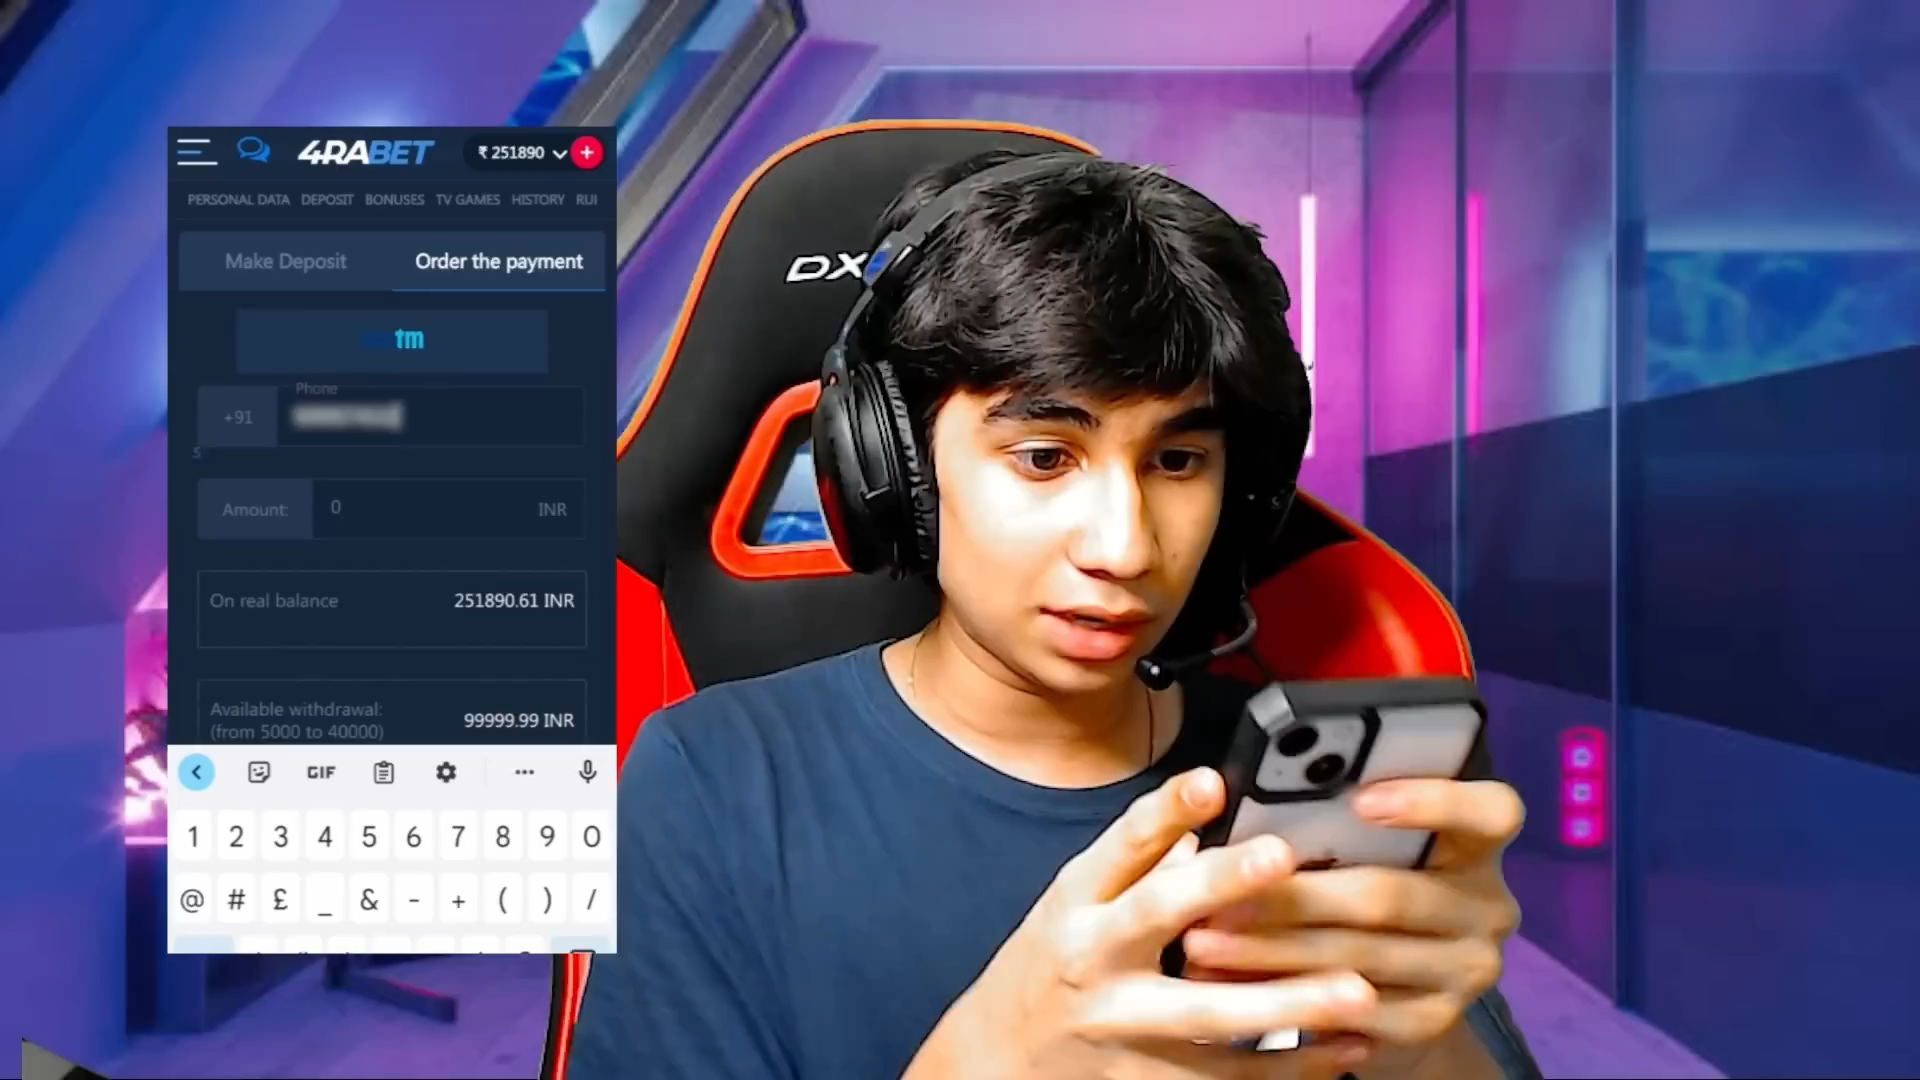 4RABET
₹ 251890
+
PERSONAL DATA DEPOSIT BONUSES TV GAMES HISTORY RUI
Make Deposit
Order the payment
tm
Phone
+91
S
Amount:
0
INR
On real balance
251890.61 INR
Available withdrawal:
(from 5000 to 40000)
99999.99 INR
GIF
1 2 3 4 5 6 7 8 9 0
@ # £ _ & - + ( ) /
DX